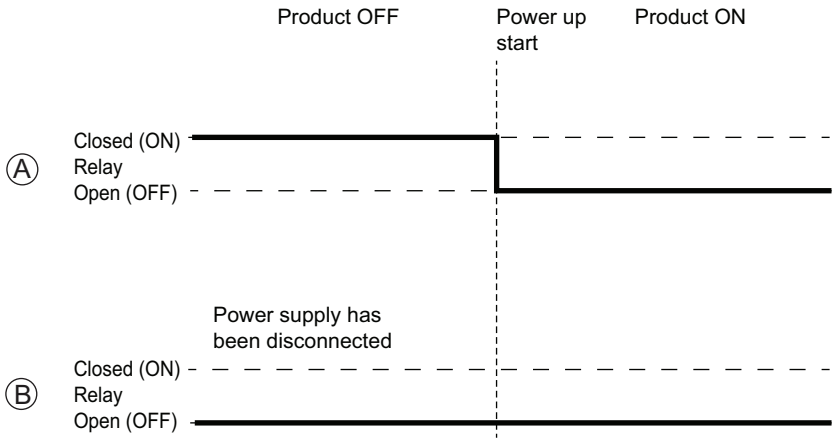 Product OFF
Power up
start
Product ON
A
Closed (ON)
Relay
Open (OFF)
Power supply has
been disconnected
B
Closed (ON)
Relay
Open (OFF)